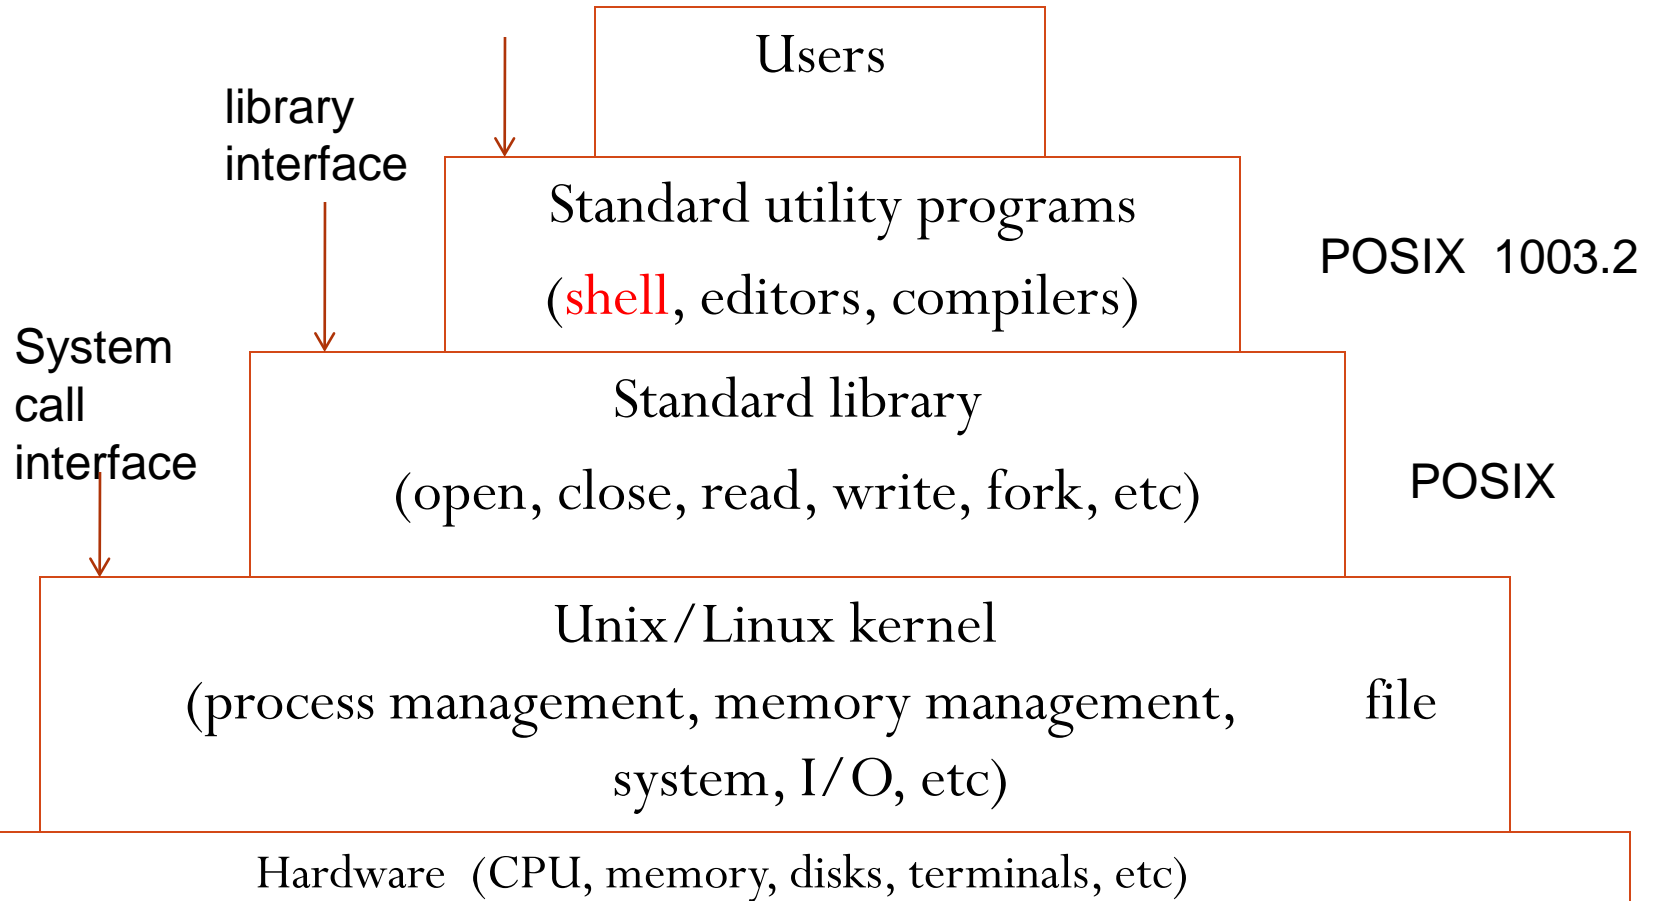 Users
library
interface
Standard utility programs
(shell, editors, compilers)
POSIX 1003.2
System
call
interface
Standard library
(open, close, read, write, fork, etc)
POSIX
Unix/Linux kernel
(process management, memory management, file
system, I/O, etc)
Hardware (CPU, memory, disks, terminals, etc)